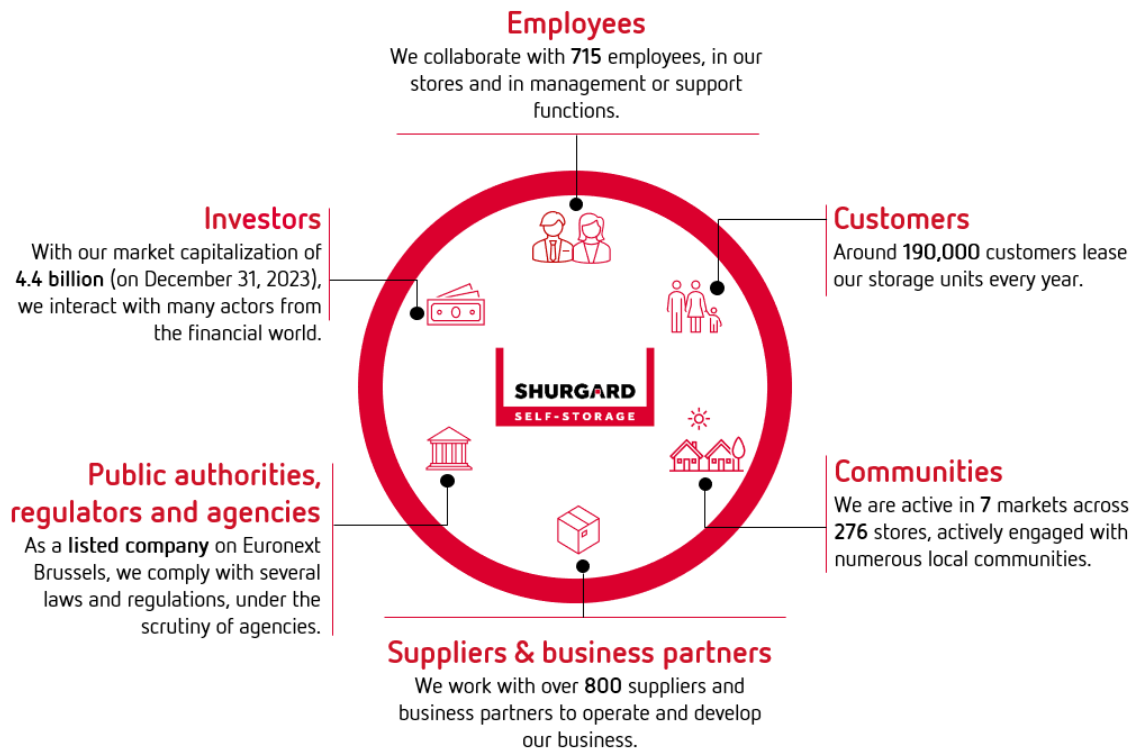 Employees
We collaborate with 715 employees, in our
stores and in management or support
functions.
Investors
With our market capitalization of
4.4 billion (on December 31, 2023),
we interact with many actors from
the financial world.
Customers
Around 190,000 customers lease
our storage units every year.
SHURGARD
SELF-STORAGE
Public authorities,
regulators and agencies
As a listed company on Euronext
Brussels, we comply with several
laws and regulations, under the
scrutiny of agencies.
Communities
We are active in 7 markets across
276 stores, actively engaged with
numerous local communities.
Suppliers & business partners
We work with over 800 suppliers and
business partners to operate and develop
our business.